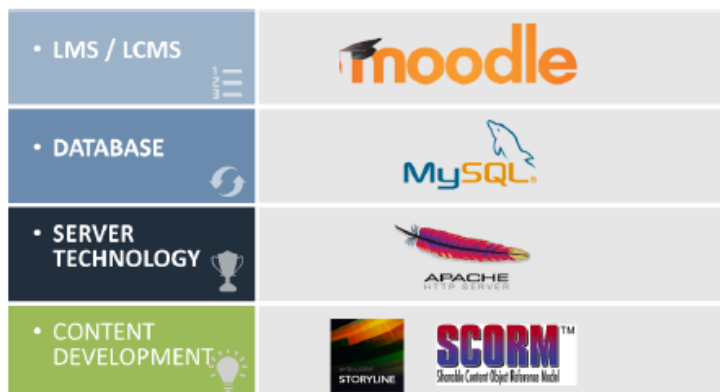 • LMS / LCMS
moodle
• DATABASE
MySQL®
• SERVER
TECHNOLOGY
APACHE
HTTP SERVER
• CONTENT
DEVELOPMENT
articulate
STORYLINE
SCORM™
Sharable Content Object Reference Model